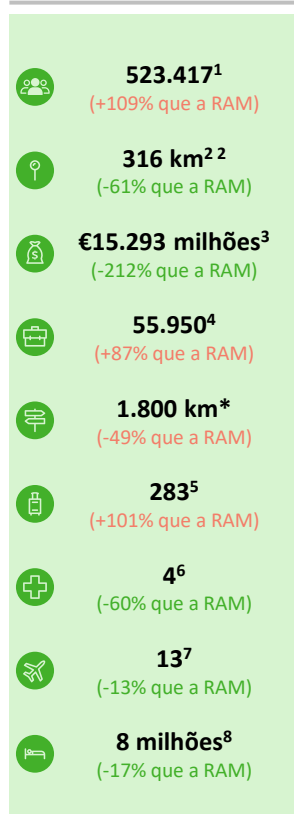 523.417¹
(+109% que a RAM)
316 km² ²
(-61% que a RAM)
€15.293 milhões³
(-212% que a RAM)
55.950⁴
(+87% que a RAM)
1.800 km*
(-49% que a RAM)
283⁵
(+101% que a RAM)
4⁶
(-60% que a RAM)
13⁷
(-13% que a RAM)
8 milhões⁸
(-17% que a RAM)